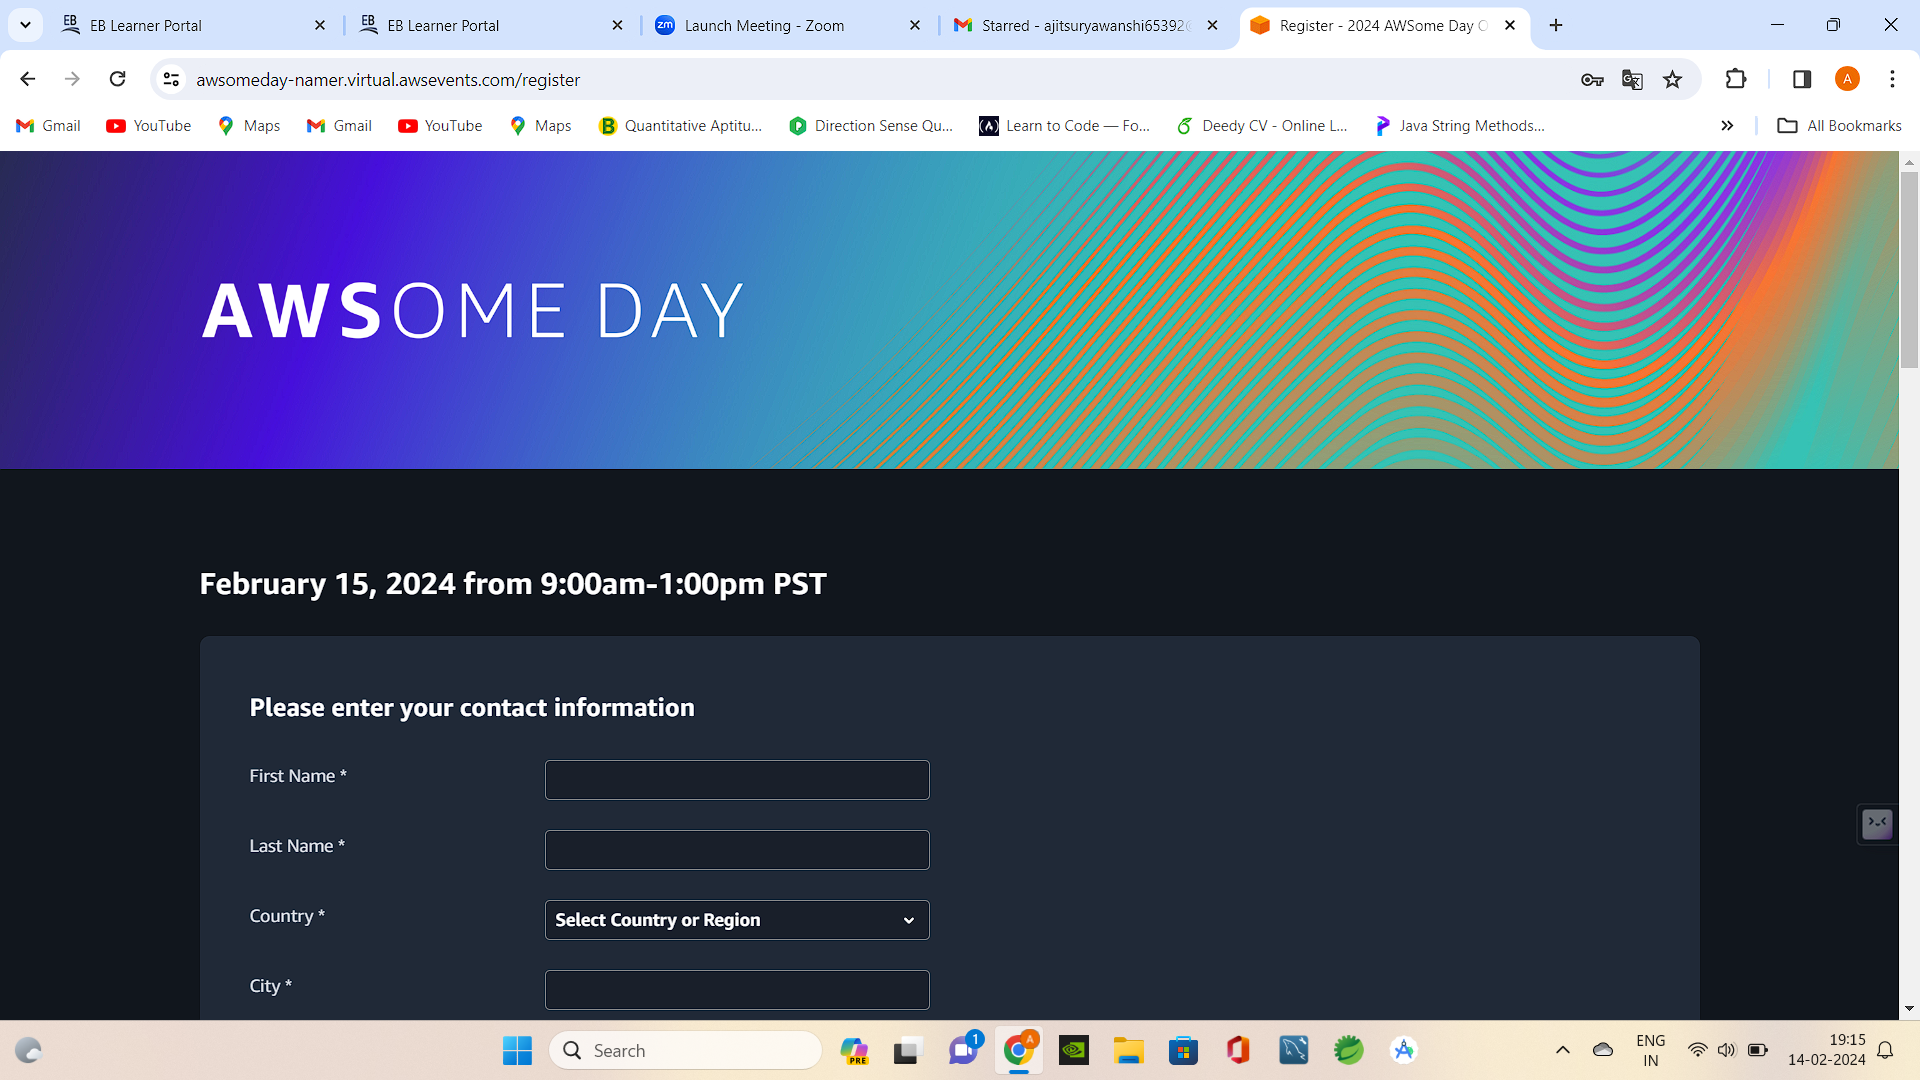 EB Learner Portal
EB Learner Portal
Launch Meeting - Zoom
Starred - ajitsuryawanshi65392
Register - 2024 AWSome Day O
awsomeday-namer.virtual.awsevents.com/register
A
Gmail
YouTube
Maps
Gmail
YouTube
Maps
Quantitative Aptitu...
Direction Sense Qu...
Learn to Code — Fo...
Deedy CV - Online L...
Java String Methods...
All Bookmarks
AWSOME DAY
February 15, 2024 from 9:00am-1:00pm PST
Please enter your contact information
First Name *
Last Name *
Country *
Select Country or Region
City *
Search
PRE
1
A
ENG
IN
19:15
14-02-2024